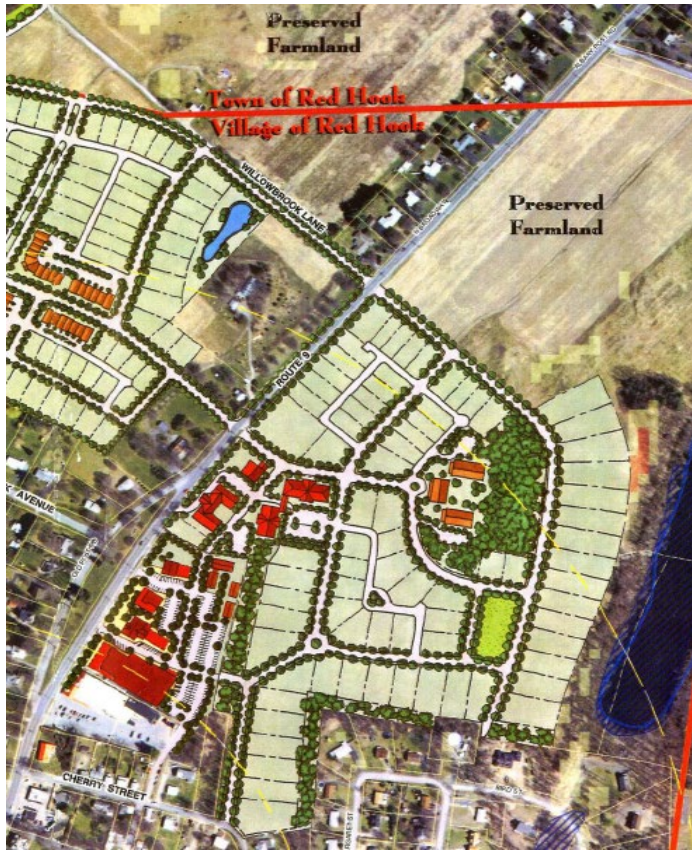 Preserved
Farmland
Town of Red Hook
Village of Red Hook
WILLOWBROOK LANE
Preserved
Farmland
ROUTE 9
AVENUE
CHERRY STREET